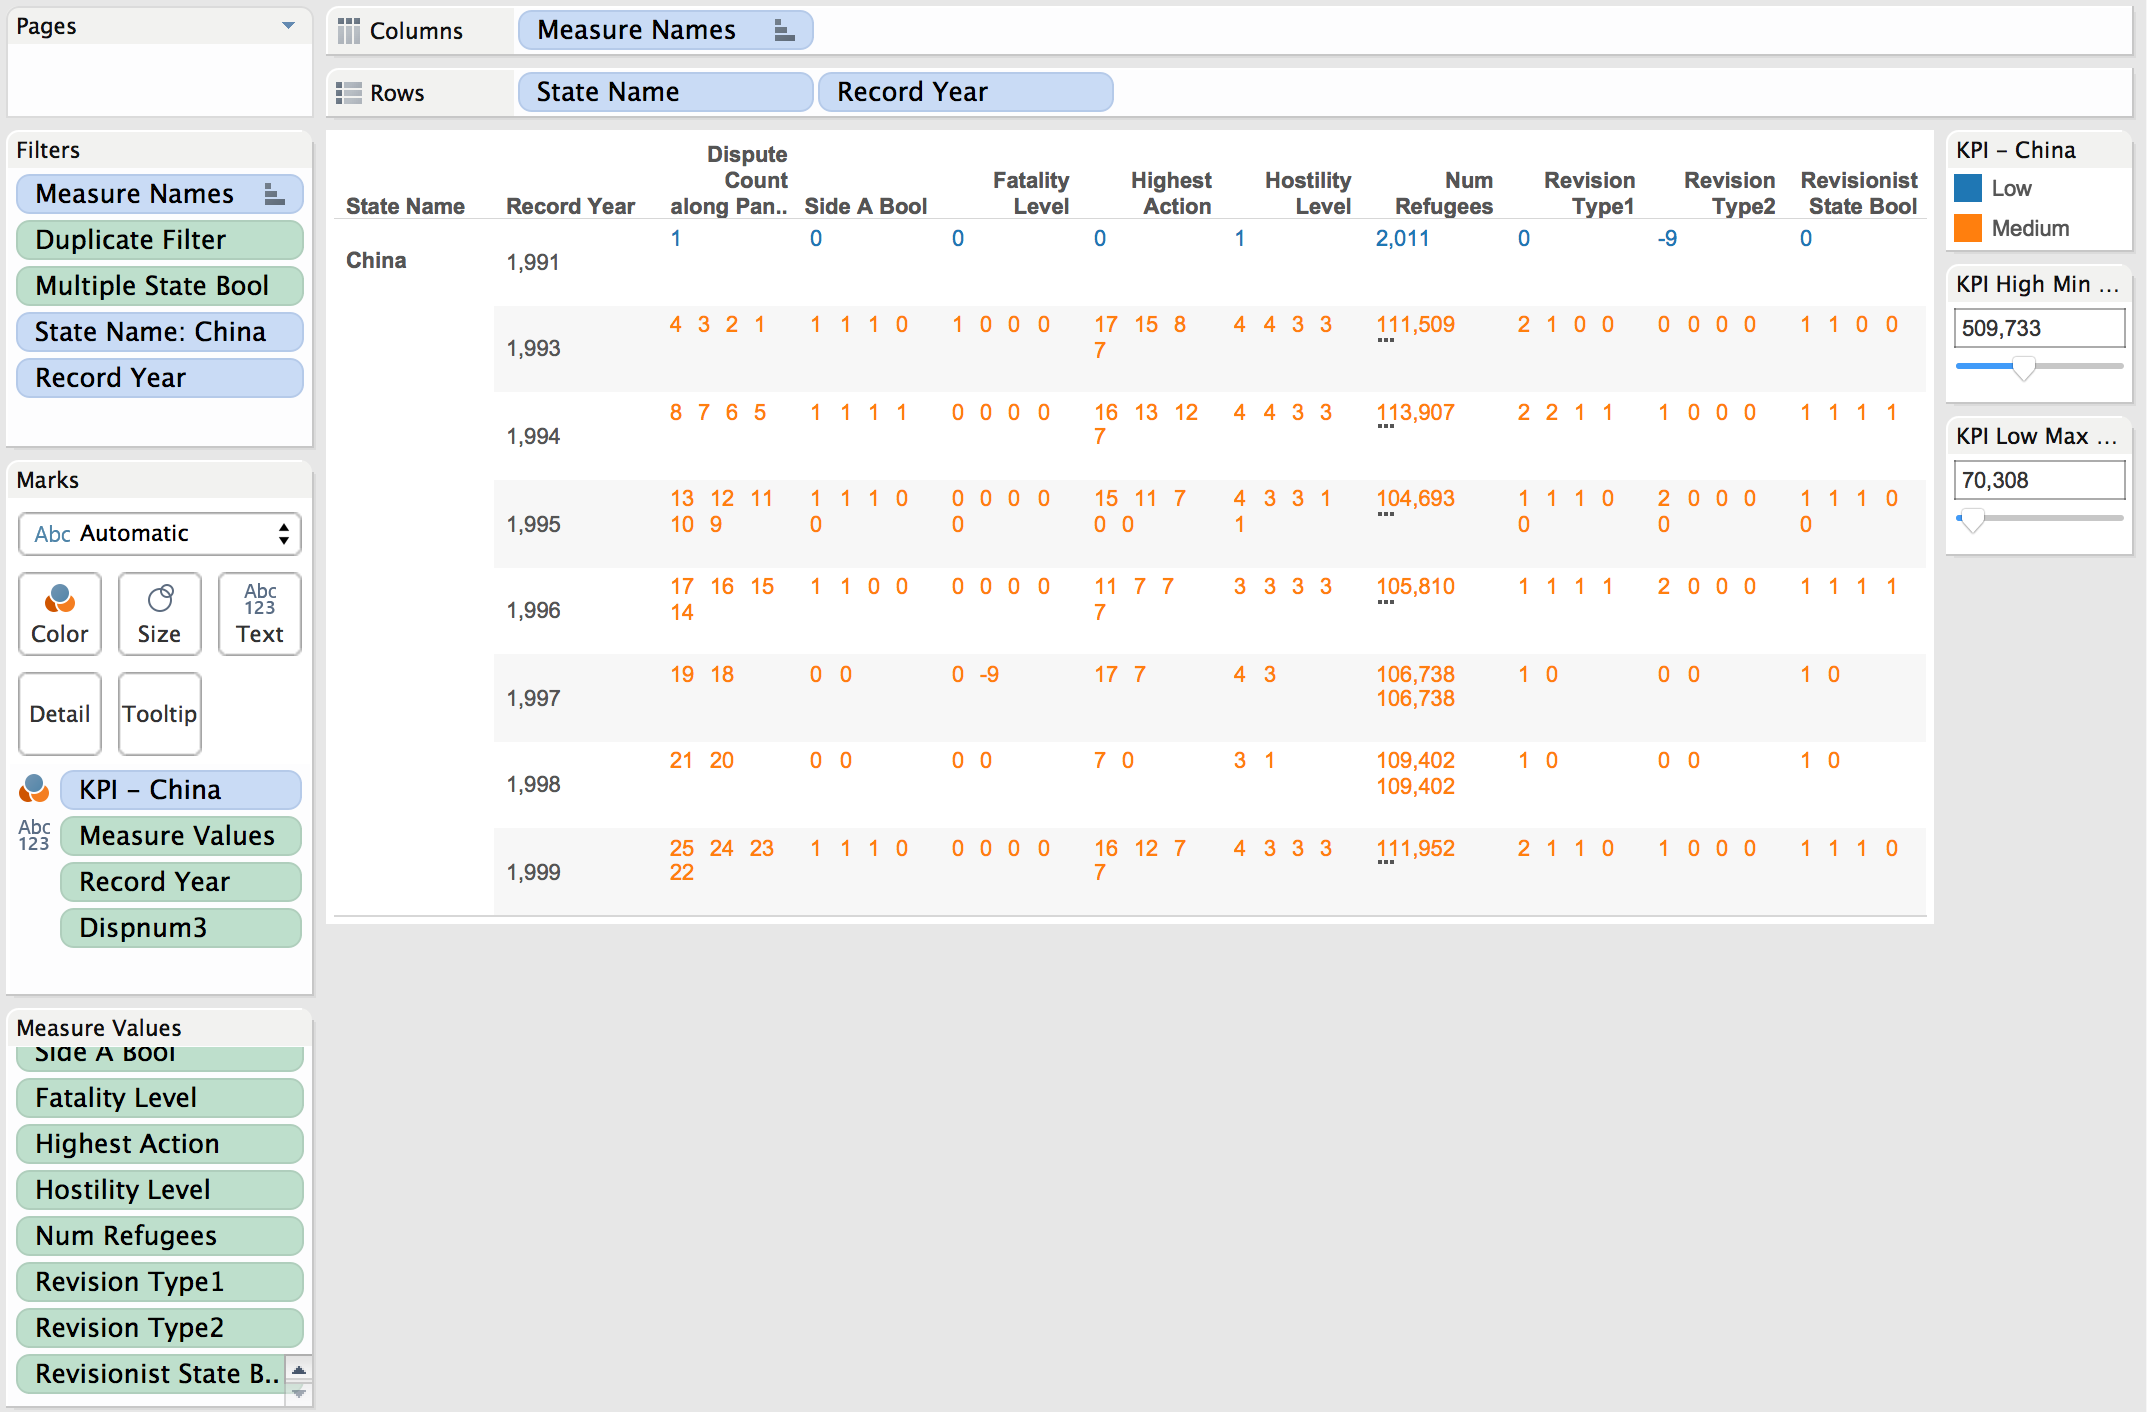 Pages
Columns
Measure Names
Rows
State Name
Record Year
Filters
Measure Names
Duplicate Filter
Multiple State Bool
State Name: China
Record Year
Marks
Abc Automatic
Color
Size
Abc
123
Text
Detail
Tooltip
KPI – China
Abc
123
Measure Values
Record Year
Dispnum3
Measure Values
Side A Bool
Fatality Level
Highest Action
Hostility Level
Num Refugees
Revision Type1
Revision Type2
Revisionist State B..
Dispute
Count Fatality Highest Hostility Num Revision Revision Revisionist
State Name Record Year along Pan.. Side A Bool Level Action Level Refugees Type1 Type2 State Bool
1 0 0 0 1 2,011 0 -9 0
China 1,991
4 3 2 1 1 1 1 0 1 0 0 0 17 15 8 4 4 3 3 111,509 2 1 0 0 0 0 0 0 1 1 0 0
1,993 7
8 7 6 5 1 1 1 1 0 0 0 0 16 13 12 4 4 3 3 113,907 2 2 1 1 1 0 0 0 1 1 1 1
1,994 7
13 12 11 1 1 1 0 0 0 0 0 15 11 7 4 3 3 1 104,693 1 1 1 0 2 0 0 0 1 1 1 0
1,995 10 9 0 0 0 0 1 0 0 0
17 16 15 1 1 0 0 0 0 0 0 11 7 7 3 3 3 3 105,810 1 1 1 1 2 0 0 0 1 1 1 1
1,996 14 7
19 18 0 0 0 -9 17 7 4 3 106,738 1 0 0 0 1 0
1,997 106,738
21 20 0 0 0 0 7 0 3 1 109,402 1 0 0 0 1 0
1,998 109,402
25 24 23 1 1 1 0 0 0 0 0 16 12 7 4 3 3 3 111,952 2 1 1 0 1 0 0 0 1 1 1 0
1,999 22 7
KPI – China
Low
Medium
KPI High Min ...
509,733
KPI Low Max ...
70,308